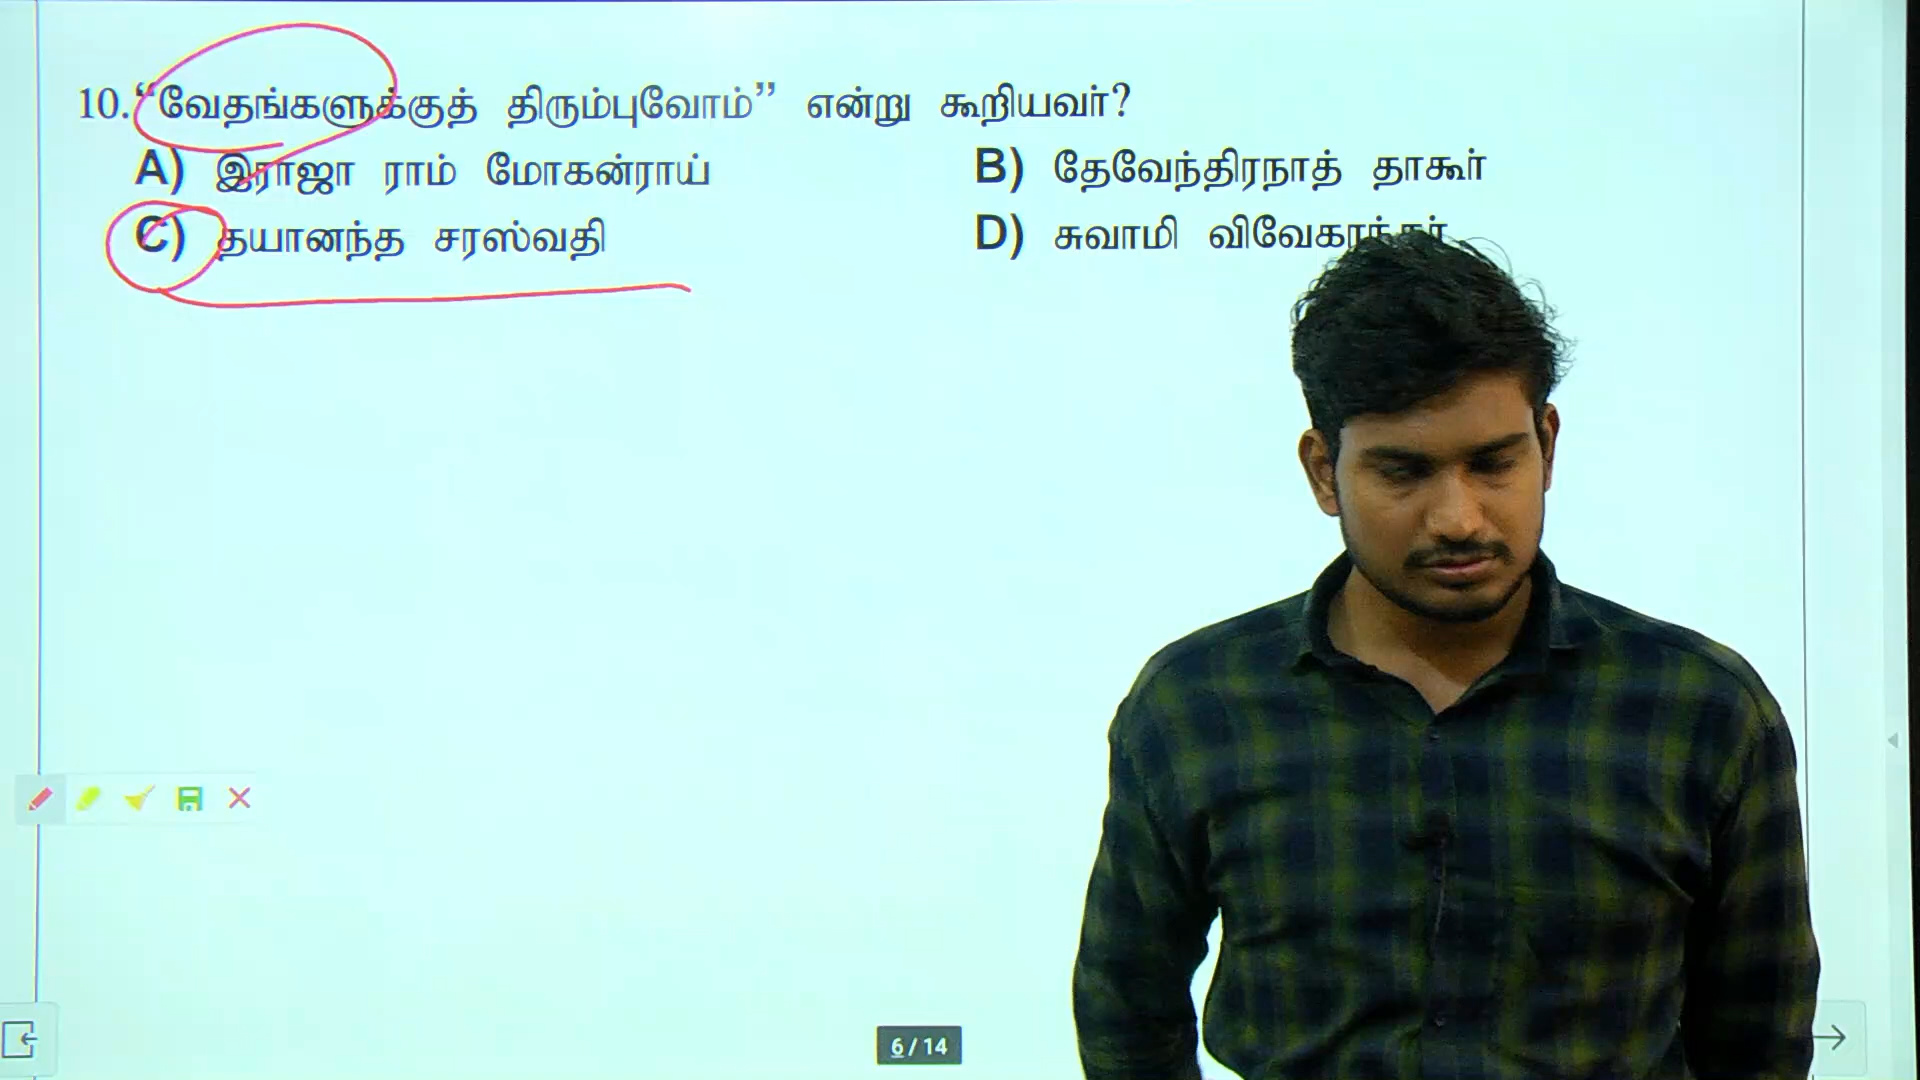 10. “வேதங்களுக்குத் திரும்புவோம்” என்று கூறியவர்?
A) இராஜா ராம் மோகன்ராய் B) தேவேந்திரநாத் தாகூர்
C) தயானந்த சரஸ்வதி D) சுவாமி
6 / 14